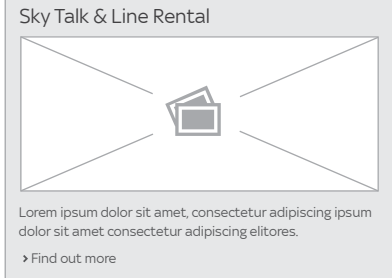 Sky Talk & Line Rental
Lorem ipsum dolor sit amet, consectetur adipiscing ipsum
dolor sit amet consectetur adipiscing elitores.
› Find out more